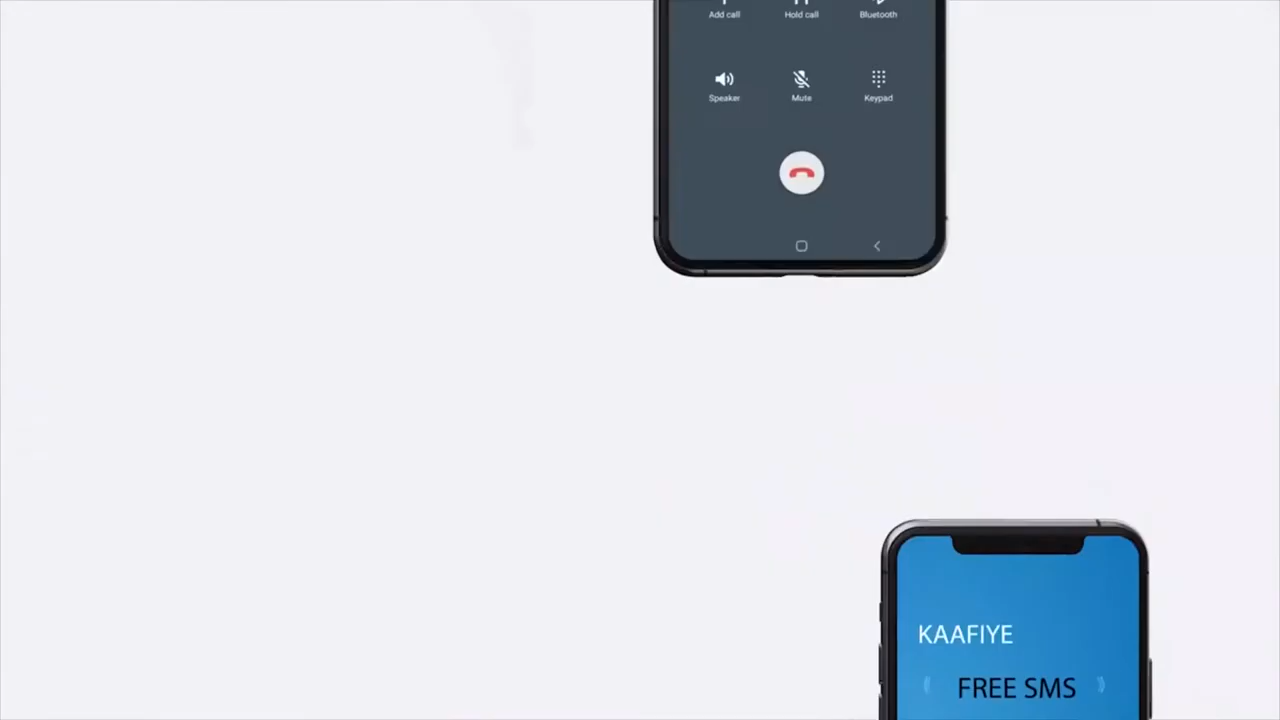 Add call Hold call Bluetooth
Speaker Mute Keypad
KAAFIYE
FREE SMS